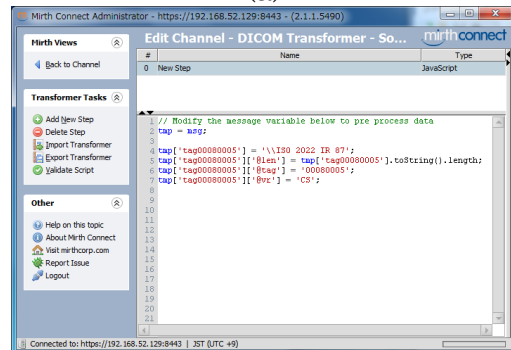 Mirth Connect Administrator - https://192.168.52.129:8443 - (2.1.1.5490)
Mirth Views
Back to Channel
Transformer Tasks
Add New Step
Delete Step
Import Transformer
Export Transformer
Validate Script
Other
Help on this topic
About Mirth Connect
Visit mirthcorp.com
Report Issue
Logout
Edit Channel - DICOM Transformer - So...
mirth connect
# Name Type
0 New Step JavaScript
1 // Modify the message variable below to pre process data
2 tmp = msg;
3
4 tmp['tag00080005'] = '\\ISO 2022 IR 87';
5 tmp['tag00080005']['@len'] = tmp['tag00080005'].toString().length;
6 tmp['tag00080005']['@tag'] = '00080005';
7 tmp['tag00080005']['@vr'] = 'CS';
8
9
10
11
12
13
14
15
16
17
18
19
20
21
Connected to: https://192.168.52.129:8443 | JST (UTC +9)